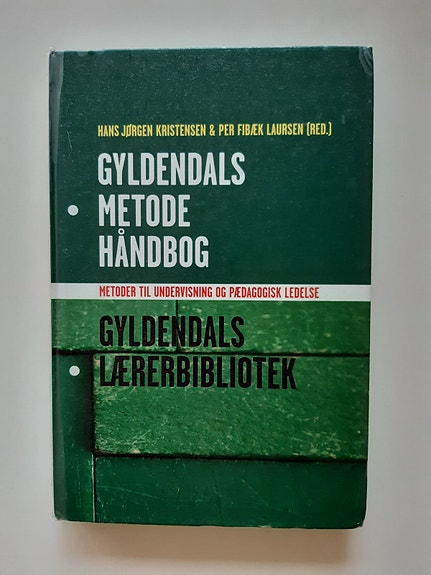 HANS JØRGEN KRISTENSEN & PER FIBÆK LAURSEN (RED.)
GYLDENDALS
METODE
HÅNDBOG
METODER TIL UNDERVISNING OG PÆDAGOGISK LEDELSE
GYLDENDALS
LÆRERBIBLIOTEK